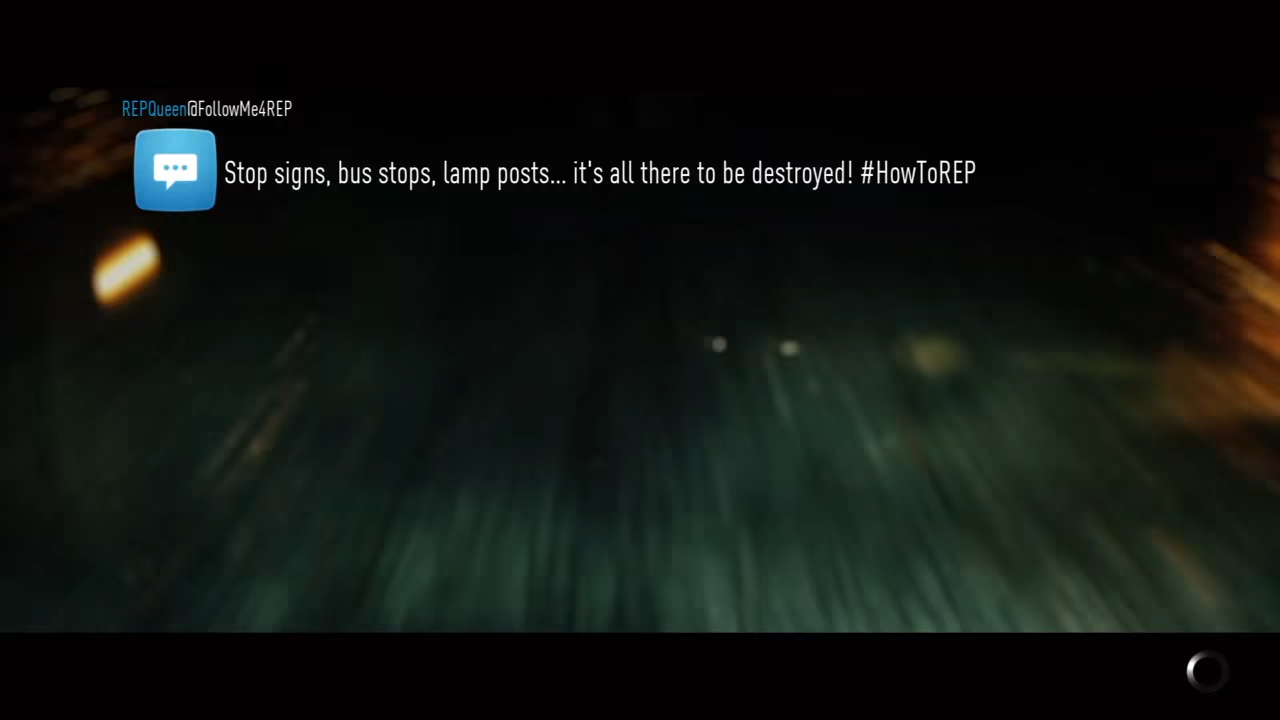 REPQueen@FollowMe4REP
Stop signs, bus stops, lamp posts... it's all there to be destroyed! #HowToREP